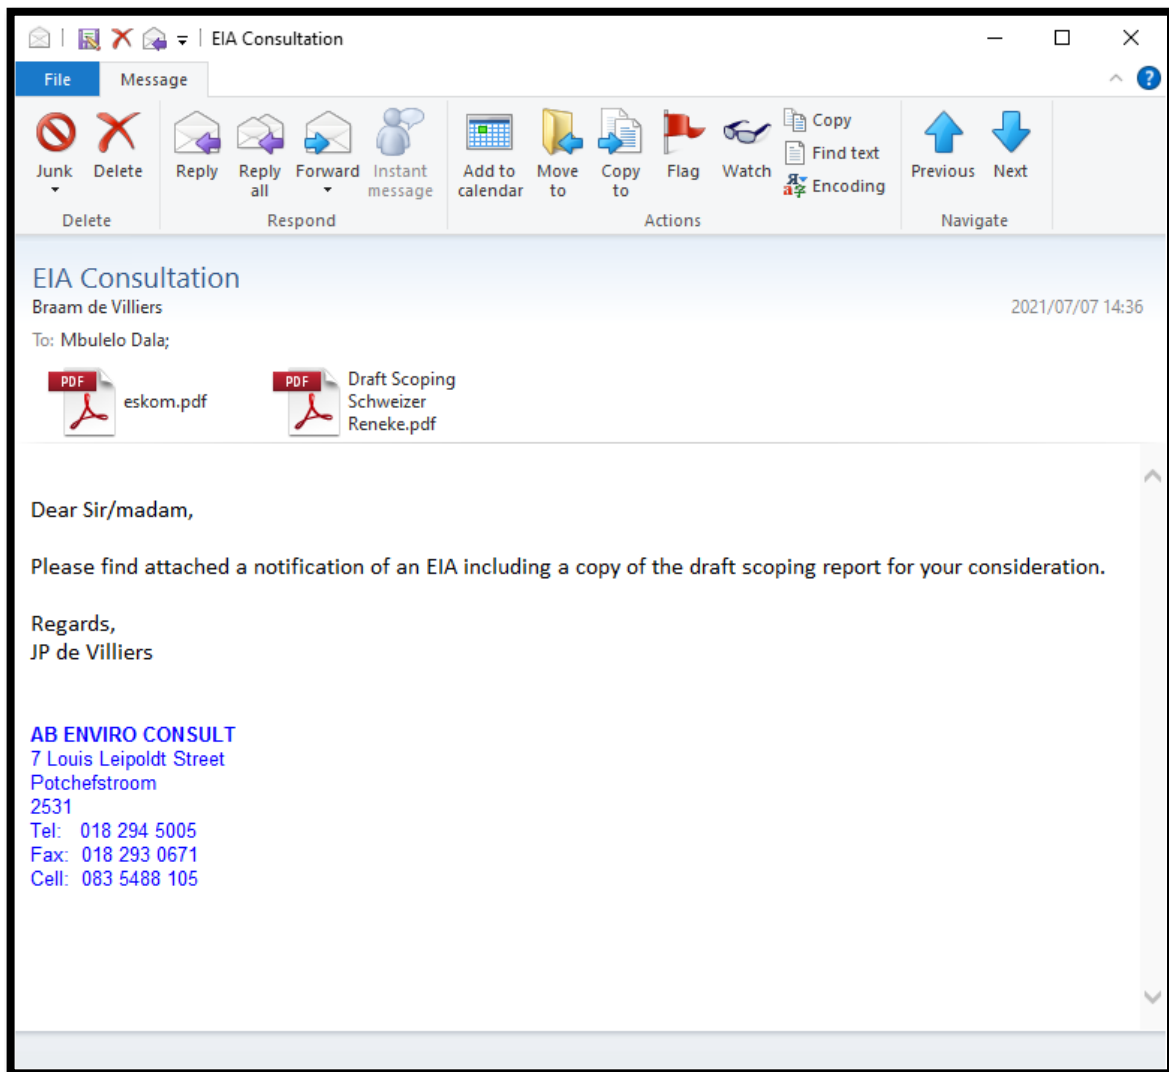 EIA Consultation
File Message
Junk Delete Reply Reply all Forward Instant message Add to calendar Move to Copy to Flag Watch Copy Find text Encoding Previous Next
Delete Respond Actions Navigate
EIA Consultation
Braam de Villiers 2021/07/07 14:36
To: Mbulelo Dala;
PDF eskom.pdf PDF Draft Scoping
Schweizer
Reneke.pdf
Dear Sir/madam,
Please find attached a notification of an EIA including a copy of the draft scoping report for your consideration.
Regards,
JP de Villiers
AB ENVIRO CONSULT
7 Louis Leipoldt Street
Potchefstroom
2531
Tel: 018 294 5005
Fax: 018 293 0671
Cell: 083 5488 105